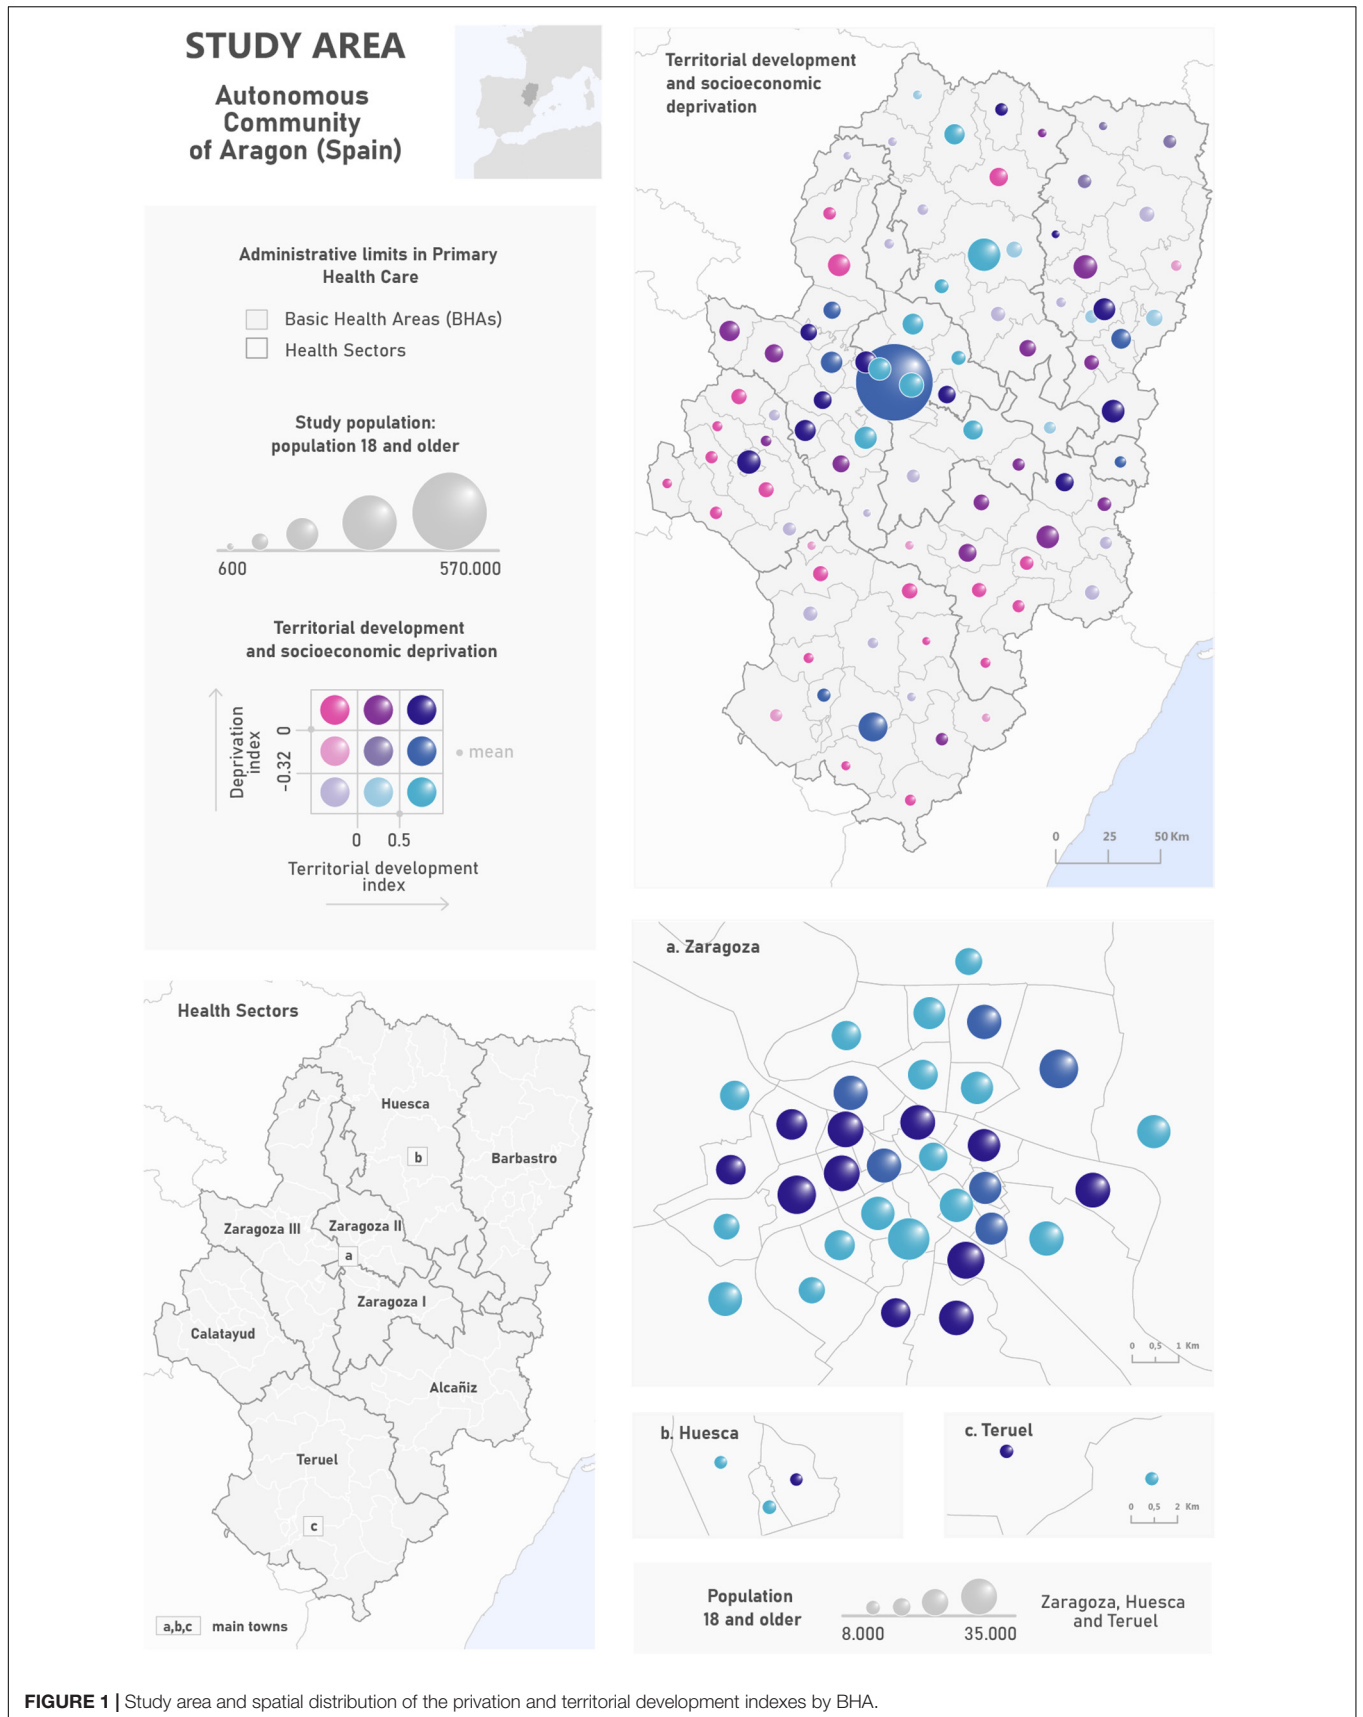 STUDY AREA
Autonomous
Community
of Aragon (Spain)
Administrative limits in Primary
Health Care
Basic Health Areas (BHAs)
Health Sectors
Study population:
population 18 and older
600
570.000
Territorial development
and socioeconomic deprivation
Deprivation
index
0
-0.32
mean
0
0.5
Territorial development
index
Territorial development
and socioeconomic
deprivation
0
25
50 Km
Health Sectors
Huesca
b
Barbastro
Zaragoza III
Zaragoza II
a
Zaragoza I
Calatayud
Alcañiz
Teruel
c
a,b,c
main towns
a. Zaragoza
0
0,5
1 Km
b. Huesca
c. Teruel
0
0,5
2 Km
Population
18 and older
8.000
35.000
Zaragoza, Huesca
and Teruel
FIGURE 1 | Study area and spatial distribution of the privation and territorial development indexes by BHA.